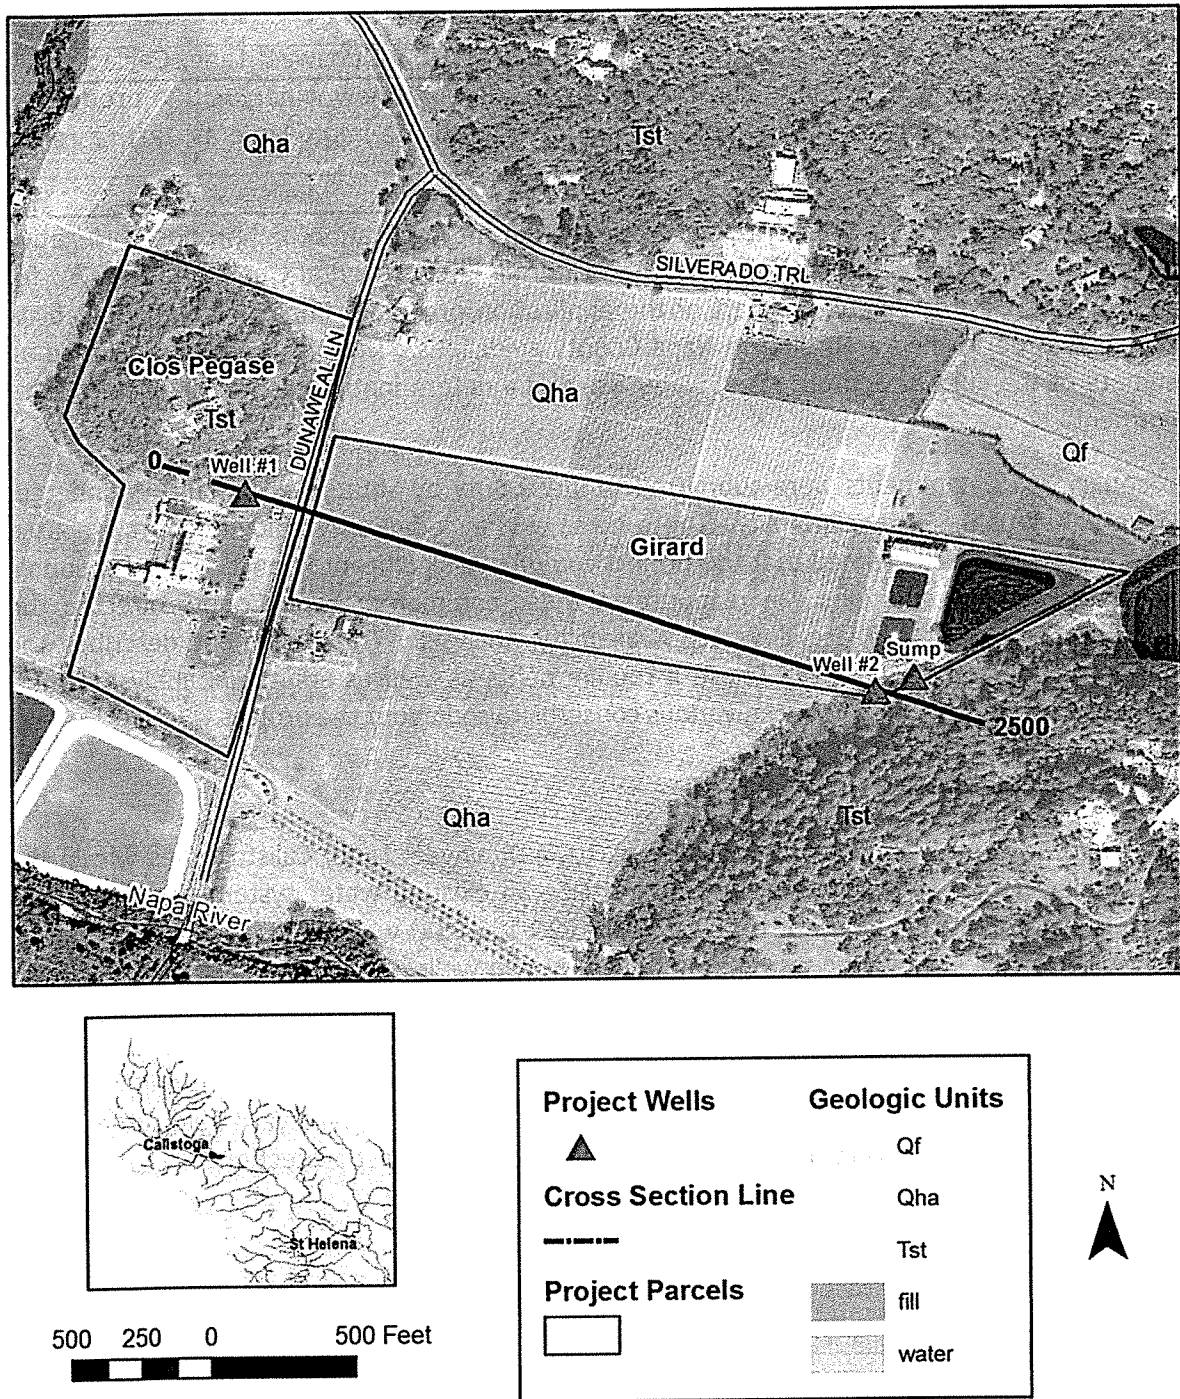 Qha
Tst
SILVERADO TRL
Clos Pegase
DUNAWEAL LN
Qha
Tst
Qf
0
Well #1
Girard
Well #2
Sump
2500
Qha
Tst
Napa River
Calistoga
St Helena
500 250 0 500 Feet
Project Wells
Cross Section Line
Project Parcels
Geologic Units
Qf
Qha
Tst
fill
water
N